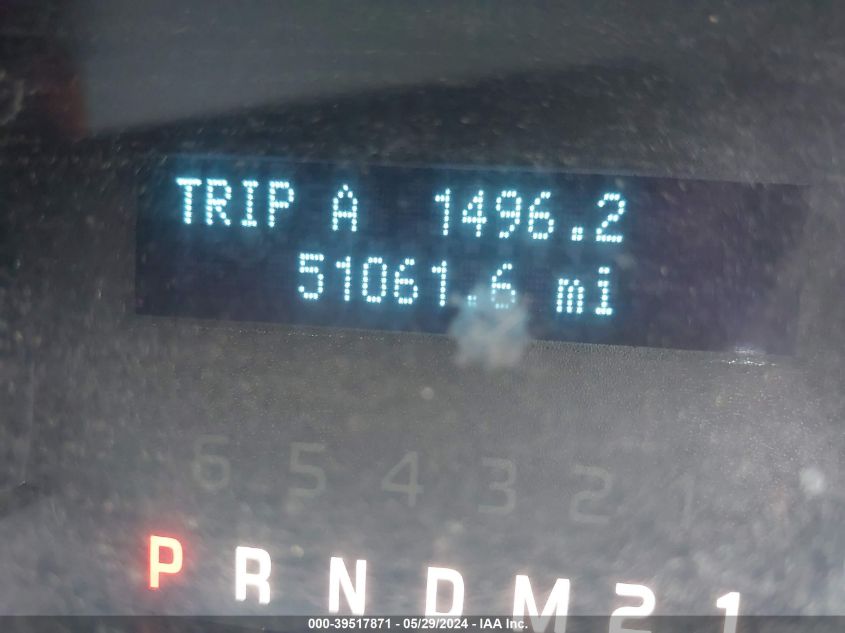 TRIP A 1496.2
51061.6 mi
6 5 4 3 2 1
P R N D M 2 1
000-39517871 - 05/29/2024 - IAA Inc.